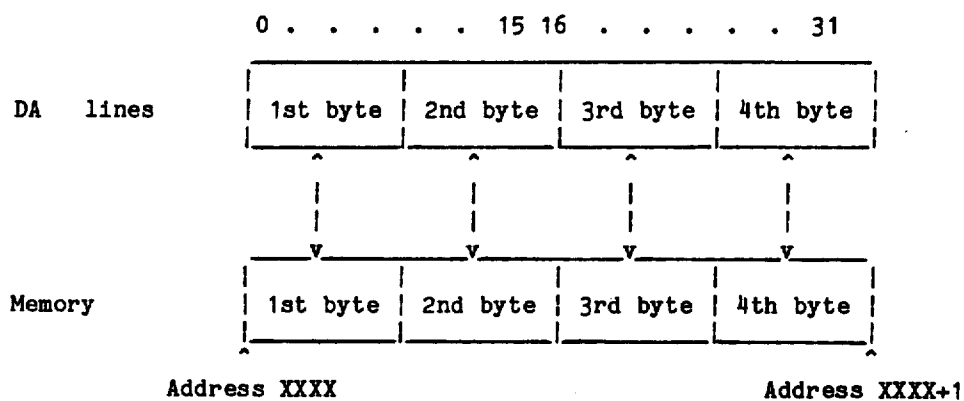 0 . . . . . 15 16 . . . . . 31
DA lines | 1st byte | 2nd byte | 3rd byte | 4th byte |
Memory | 1st byte | 2nd byte | 3rd byte | 4th byte |
Address XXXX Address XXXX+1